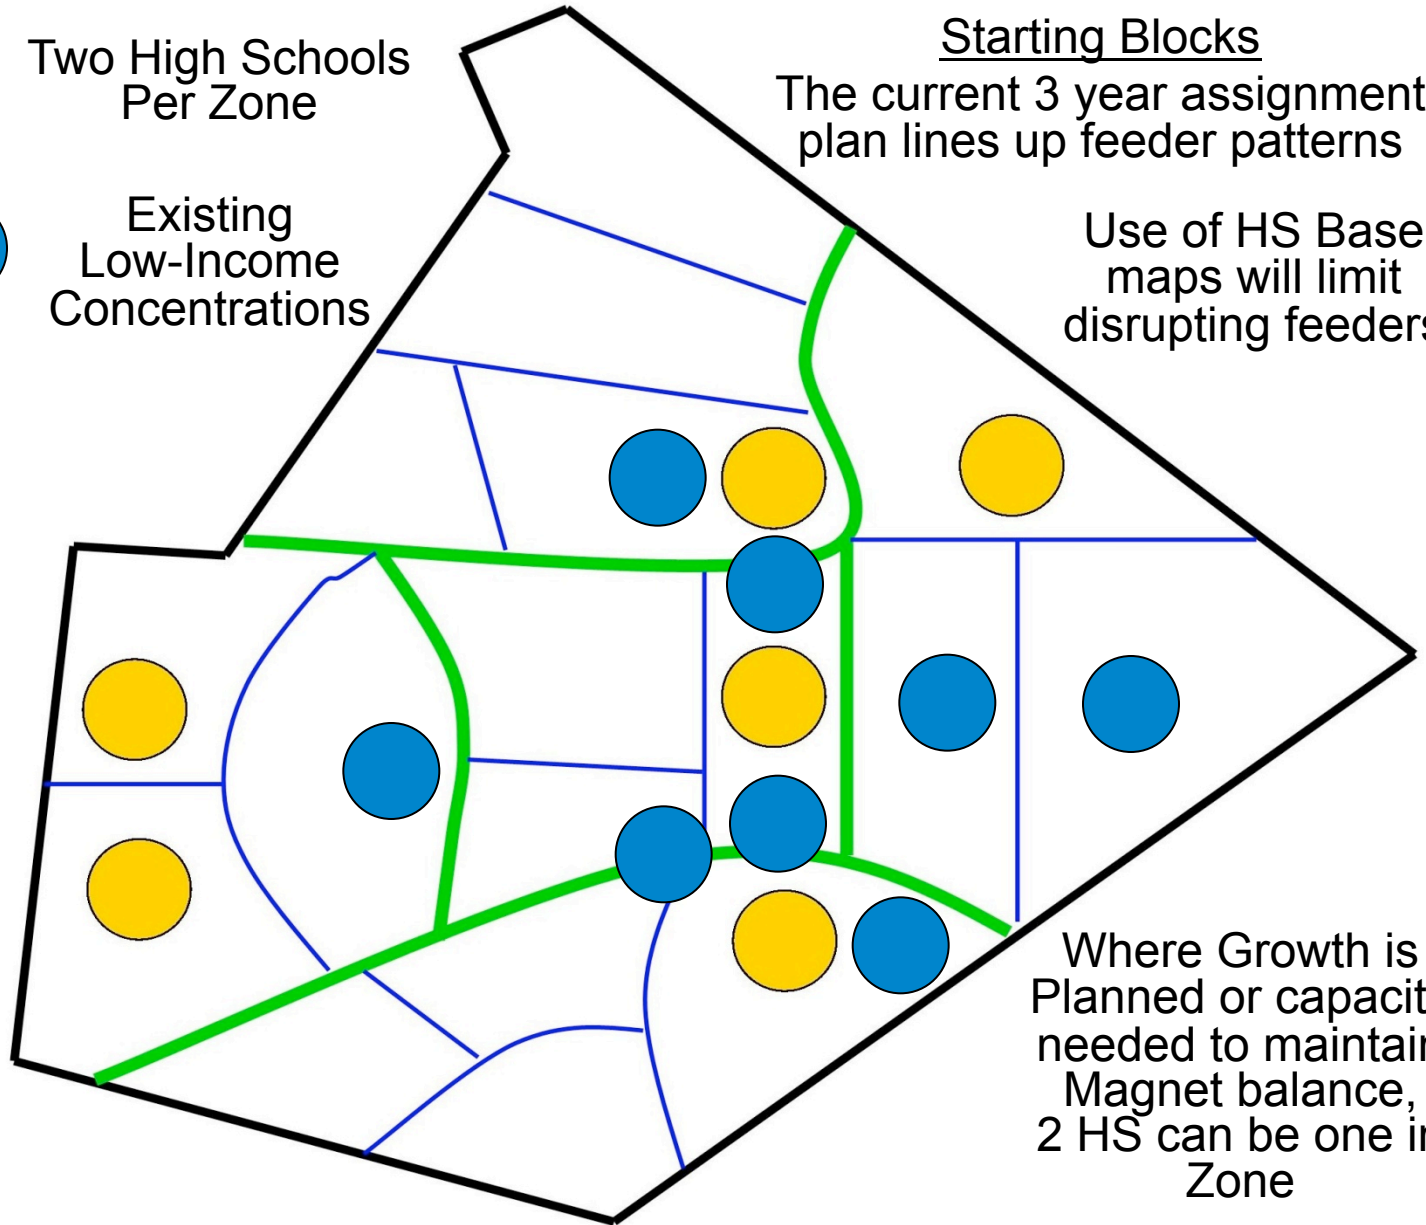 Two High Schools
Per Zone
Existing
Low-Income
Concentrations
Starting Blocks
The current 3 year assignment
plan lines up feeder patterns
Use of HS Base
maps will limit
disrupting feeders
Where Growth is
Planned or capacit
needed to maintain
Magnet balance,
2 HS can be one in
Zone